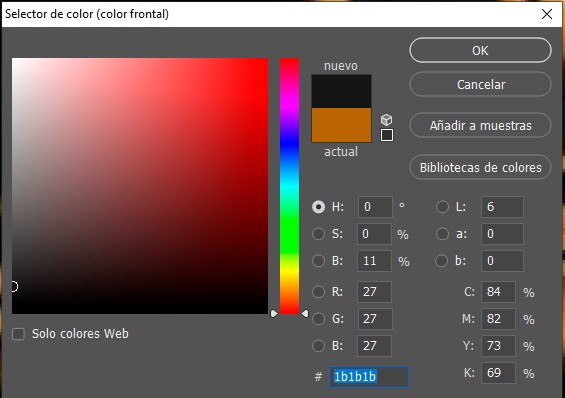 Selector de color (color frontal)
OK
nuevo
Cancelar
Añadir a muestras
actual
Bibliotecas de colores
H: 0 ° L: 6
S: 0 % a: 0
B: 11 % b: 0
R: 27 C: 84 %
G: 27 M: 82 %
Solo colores Web
B: 27 Y: 73 %
# 1b1b1b K: 69 %